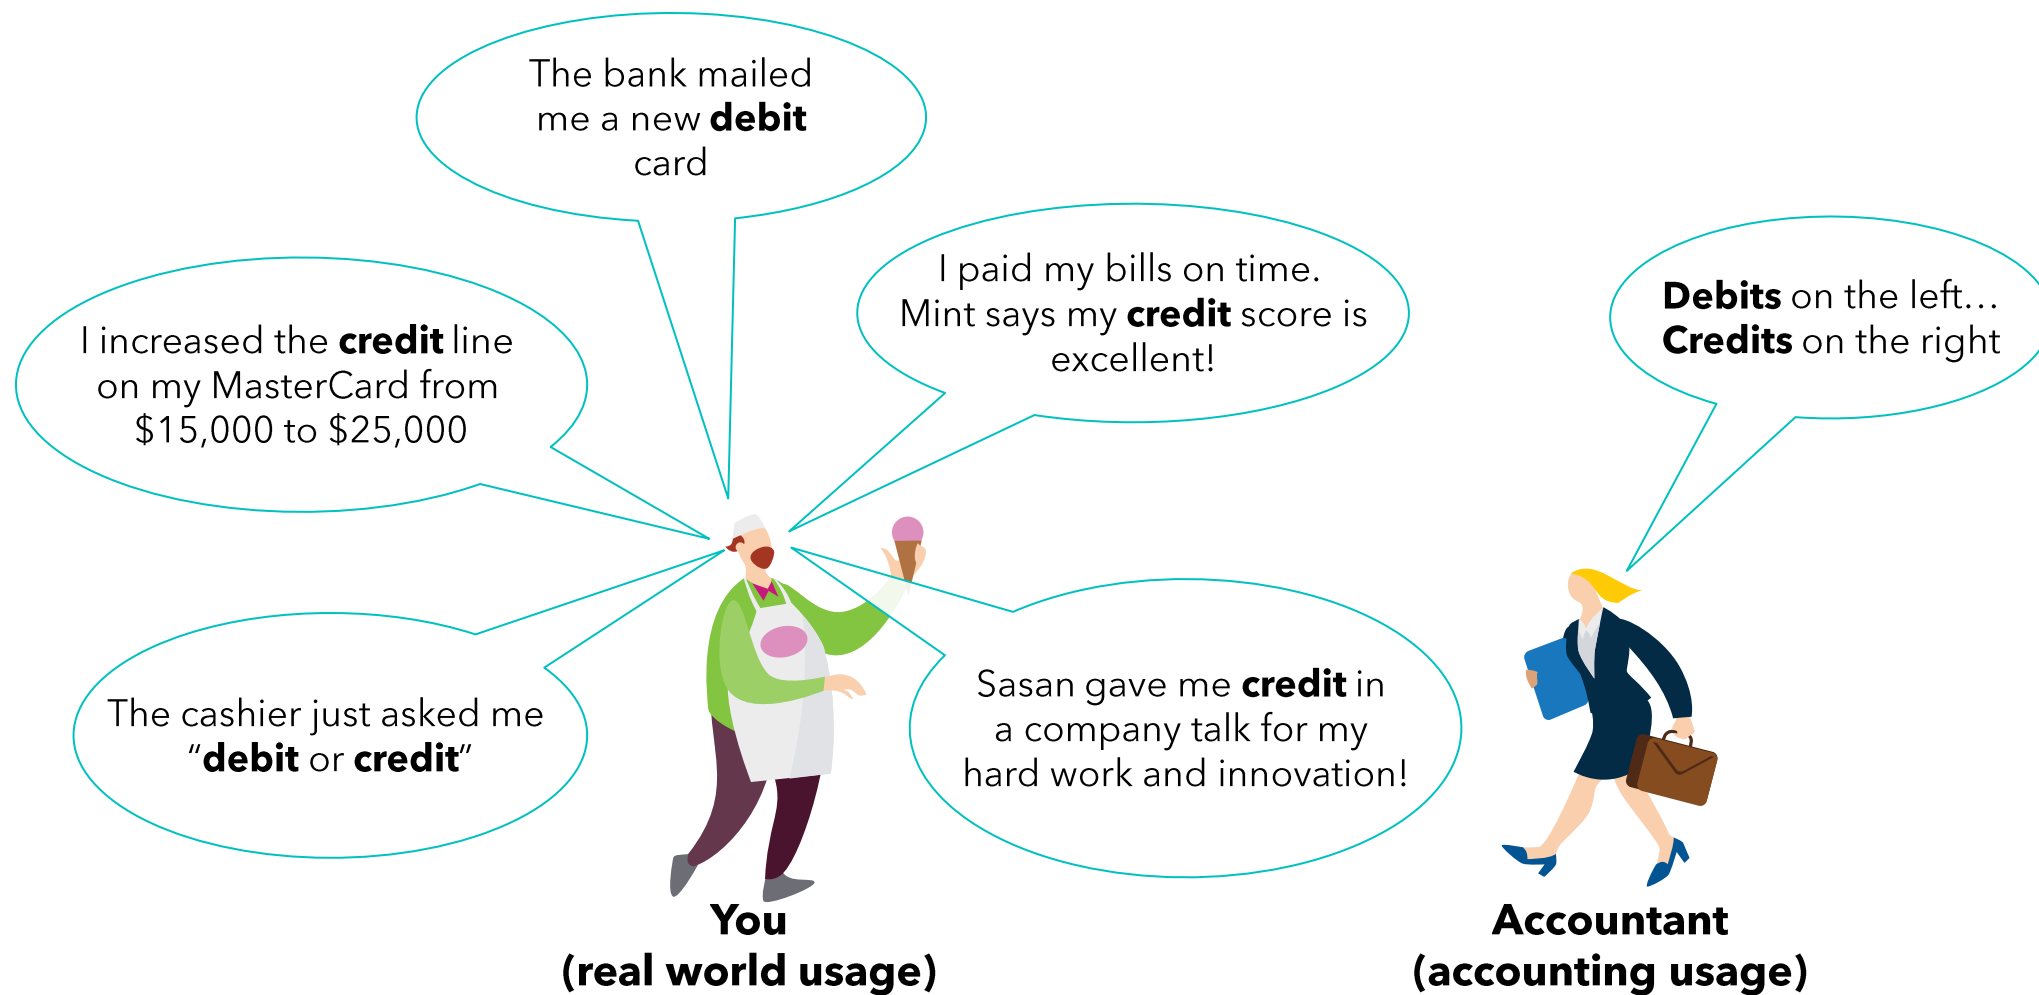 The bank mailed
me a new debit
card
I increased the credit line
on my MasterCard from
$15,000 to $25,000
I paid my bills on time.
Mint says my credit score is
excellent!
Debits on the left…
Credits on the right
The cashier just asked me
“debit or credit”
Sasan gave me credit in
a company talk for my
hard work and innovation!
You
(real world usage)
Accountant
(accounting usage)